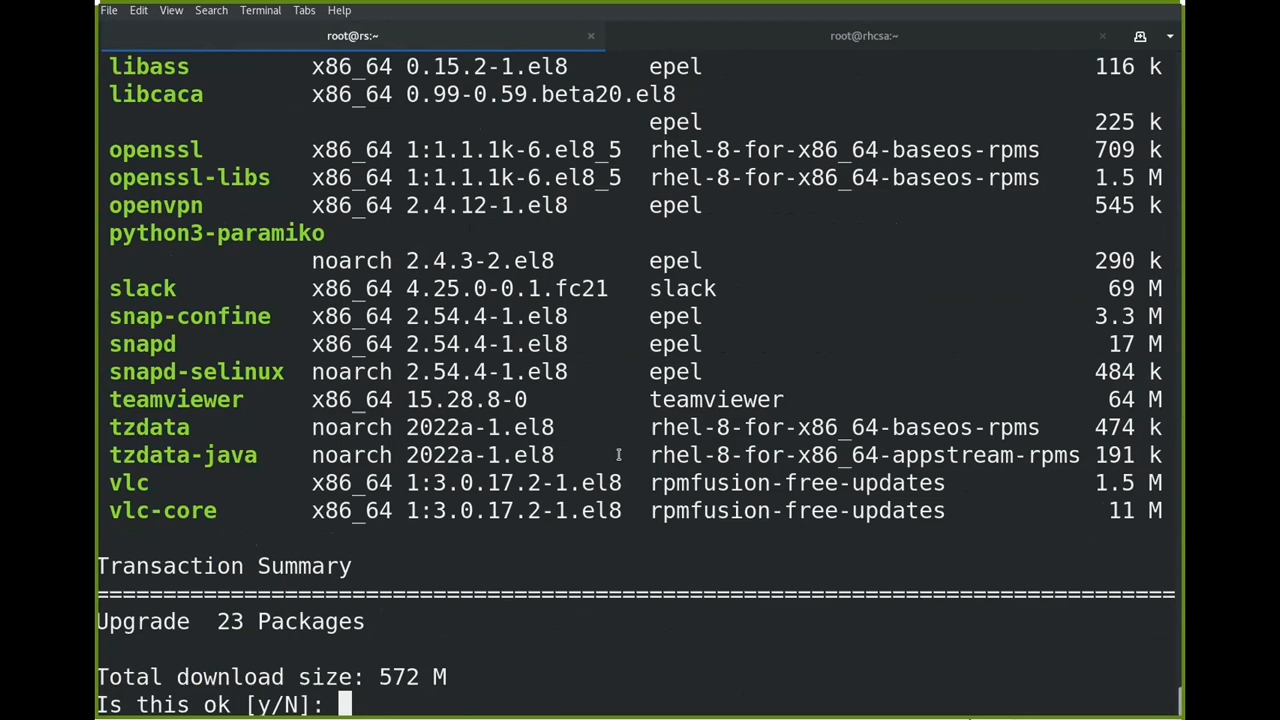 File Edit View Search Terminal Tabs Help
root@rs:~ × root@rhcsa:~ ×
libass x86_64 0.15.2-1.el8 epel 116 k
libcaca x86_64 0.99-0.59.beta20.el8
epel 225 k
openssl x86_64 1:1.1.1k-6.el8_5 rhel-8-for-x86_64-baseos-rpms 709 k
openssl-libs x86_64 1:1.1.1k-6.el8_5 rhel-8-for-x86_64-baseos-rpms 1.5 M
openvpn x86_64 2.4.12-1.el8 epel 545 k
python3-paramiko
noarch 2.4.3-2.el8 epel 290 k
slack x86_64 4.25.0-0.1.fc21 slack 69 M
snap-confine x86_64 2.54.4-1.el8 epel 3.3 M
snapd x86_64 2.54.4-1.el8 epel 17 M
snapd-selinux noarch 2.54.4-1.el8 epel 484 k
teamviewer x86_64 15.28.8-0 teamviewer 64 M
tzdata noarch 2022a-1.el8 rhel-8-for-x86_64-baseos-rpms 474 k
tzdata-java noarch 2022a-1.el8 rhel-8-for-x86_64-appstream-rpms 191 k
vlc x86_64 1:3.0.17.2-1.el8 rpmfusion-free-updates 1.5 M
vlc-core x86_64 1:3.0.17.2-1.el8 rpmfusion-free-updates 11 M
Transaction Summary
================================================================================
Upgrade 23 Packages
Total download size: 572 M
Is this ok [y/N]: